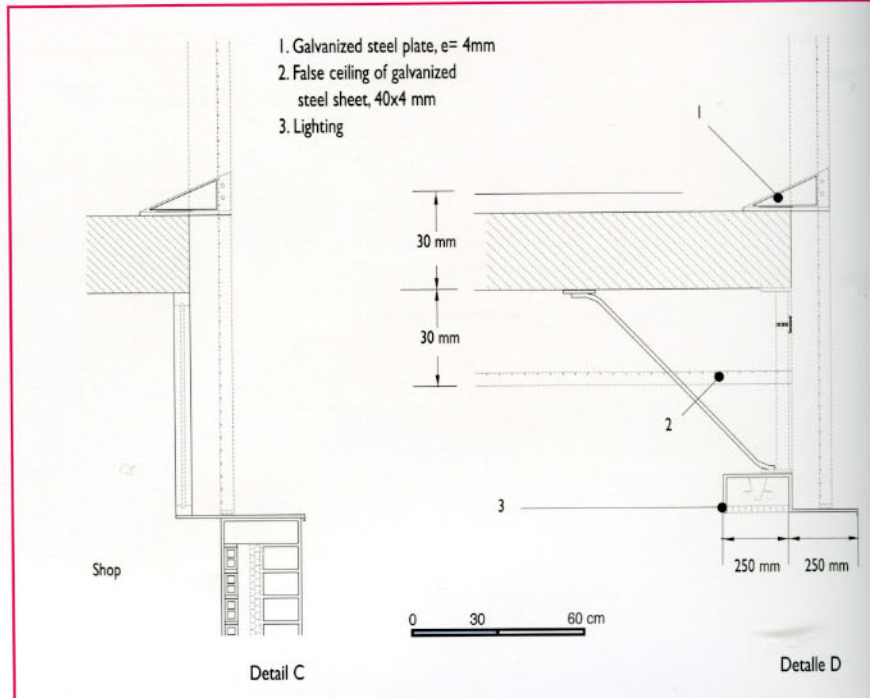 1. Galvanized steel plate, e= 4mm
2. False ceiling of galvanized
steel sheet, 40x4 mm
3. Lighting
1
30 mm
30 mm
2
3
250 mm
250 mm
Shop
0 30 60 cm
Detail C
Detalle D